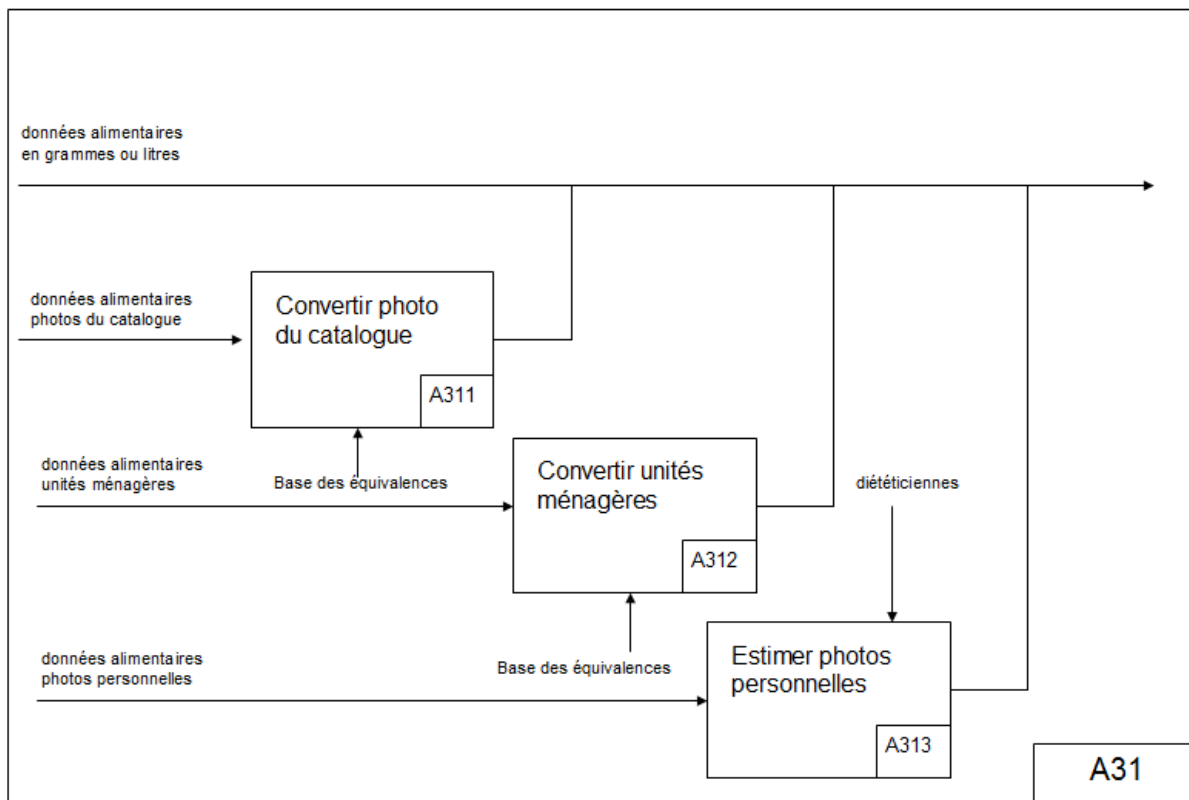 données alimentaires
en grammes ou litres
données alimentaires
photos du catalogue
Convertir photo
du catalogue
A311
données alimentaires
unités ménagères
Base des équivalences
Convertir unités
ménagères
A312
diététiciennes
données alimentaires
photos personnelles
Base des équivalences
Estimer photos
personnelles
A313
A31